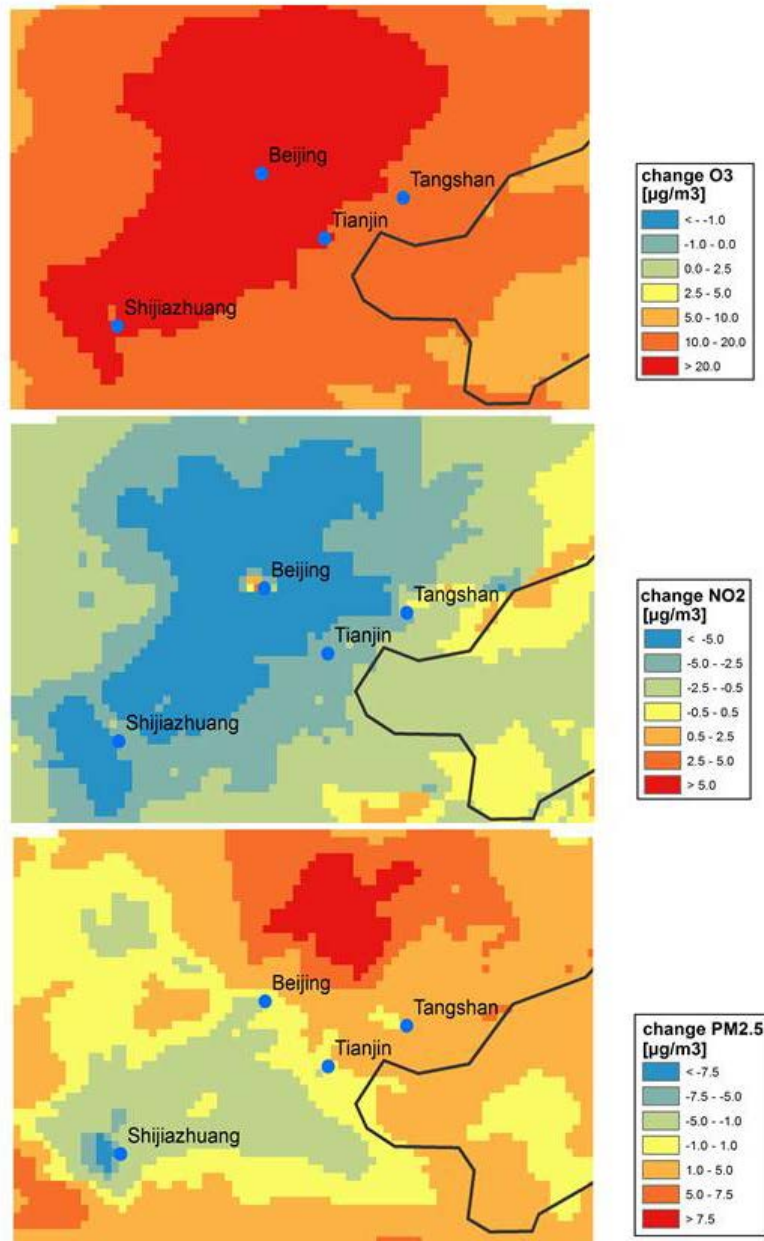 Beijing
Tangshan
Tianjin
Shijiazhuang
change O3
[µg/m3]
< - -1.0
-1.0 - 0.0
0.0 - 2.5
2.5 - 5.0
5.0 - 10.0
10.0 - 20.0
> 20.0
Beijing
Tangshan
Tianjin
Shijiazhuang
change NO2
[µg/m3]
< -5.0
-5.0 - -2.5
-2.5 - -0.5
-0.5 - 0.5
0.5 - 2.5
2.5 - 5.0
> 5.0
Beijing
Tangshan
Tianjin
Shijiazhuang
change PM2.5
[µg/m3]
< -7.5
-7.5 - -5.0
-5.0 - -1.0
-1.0 - 1.0
1.0 - 5.0
5.0 - 7.5
> 7.5